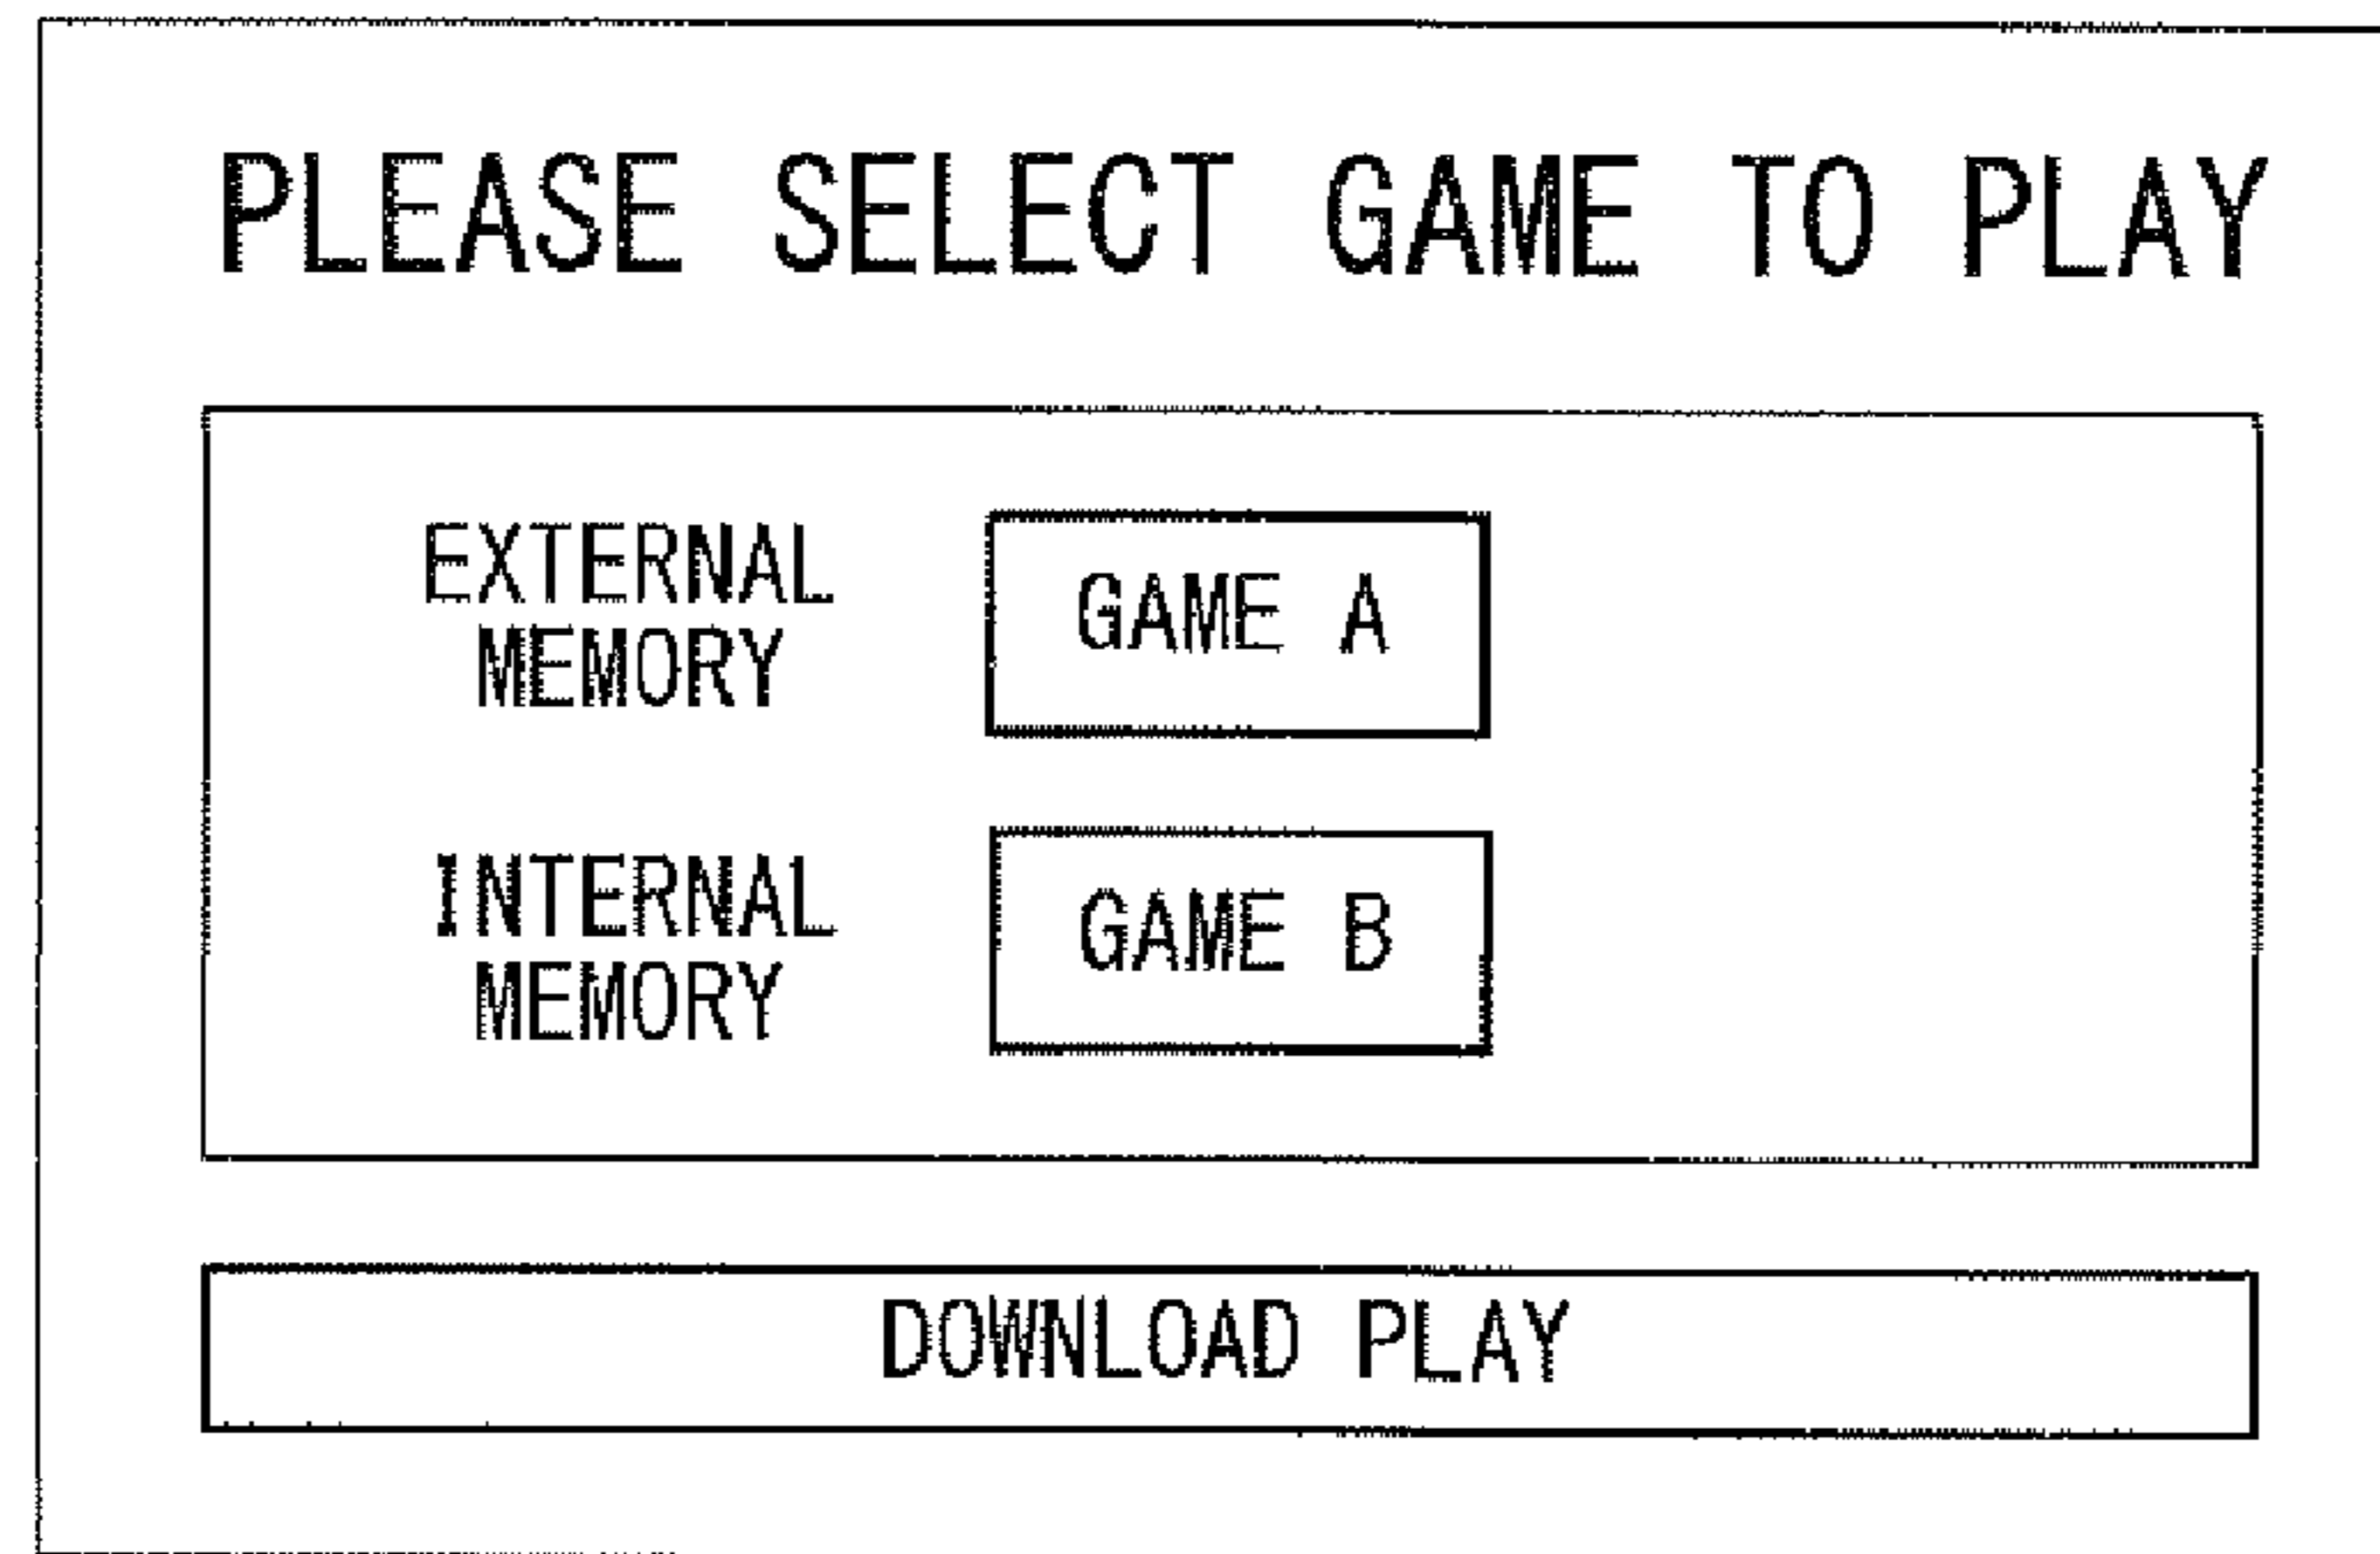 PLEASE SELECT GAME TO PLAY
EXTERNAL
MEMORY
GAME A
INTERNAL
MEMORY
GAME B
DOWNLOAD PLAY